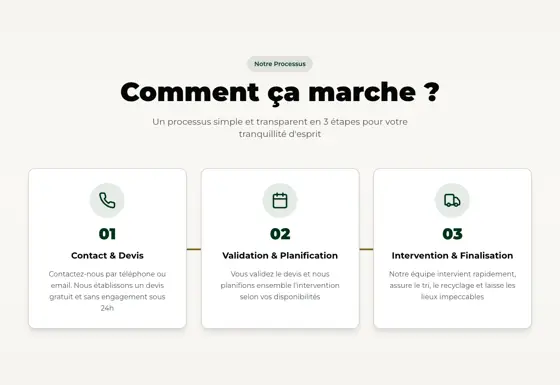 Notre Processus
Comment ça marche ?
Un processus simple et transparent en 3 étapes pour votre
tranquillité d'esprit
01
Contact & Devis
Contactez-nous par téléphone ou
email. Nous établissons un devis
gratuit et sans engagement sous
24h
02
Validation & Planification
Vous validez le devis et nous
planifions ensemble l'intervention
selon vos disponibilités
03
Intervention & Finalisation
Notre équipe intervient rapidement,
assure le tri, le recyclage et laisse les
lieux impeccables